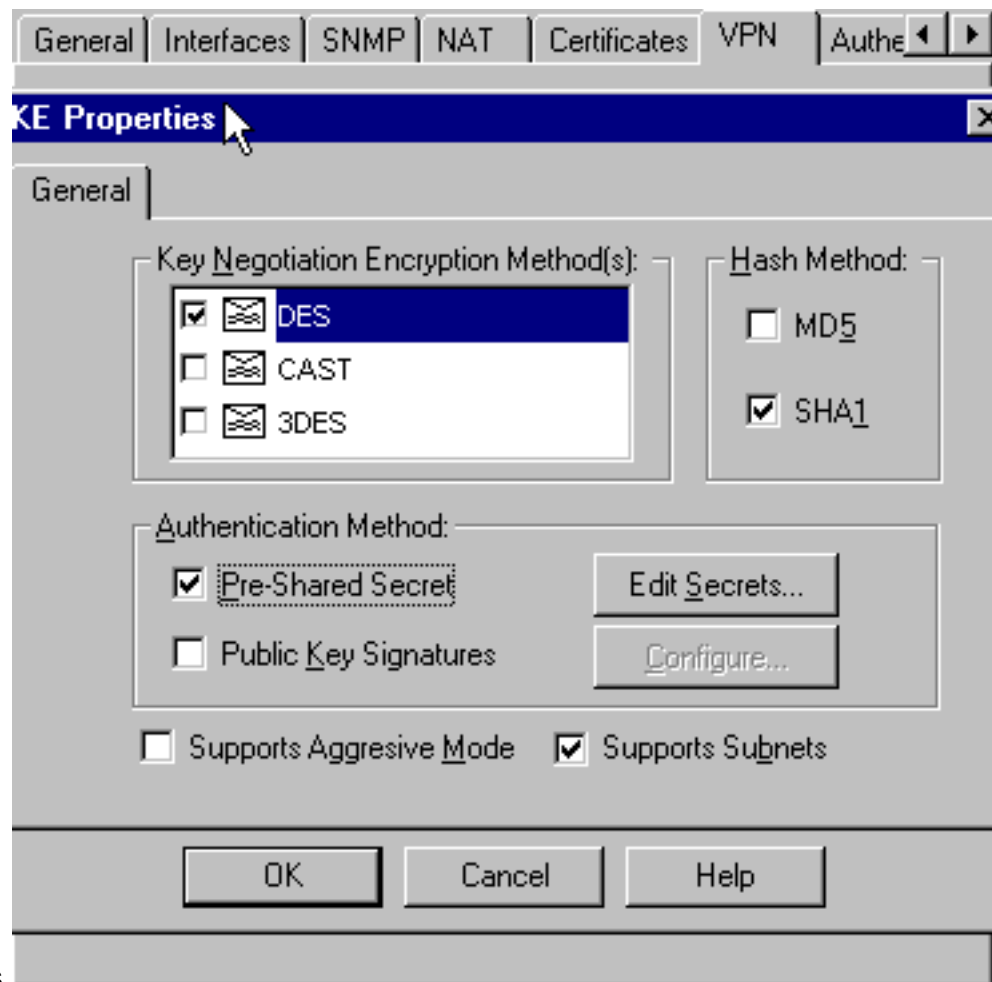 General Interfaces SNMP NAT Certificates VPN Authe
KE Properties
General
Key Negotiation Encryption Method(s):
Hash Method:
DES
CAST
3DES
MD5
SHA1
Authentication Method:
Pre-Shared Secret Edit Secrets...
Public Key Signatures Configure...
Supports Aggresive Mode Supports Subnets
OK Cancel Help